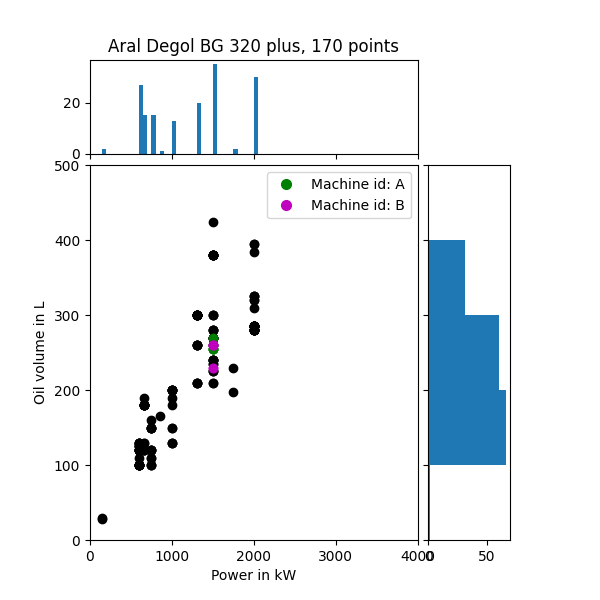 Aral Degol BG 320 plus, 170 points
20
0
500
400
300
200
100
0
Oil volume in L
Machine id: A
Machine id: B
0 1000 2000 3000 4000
0 50
Power in kW